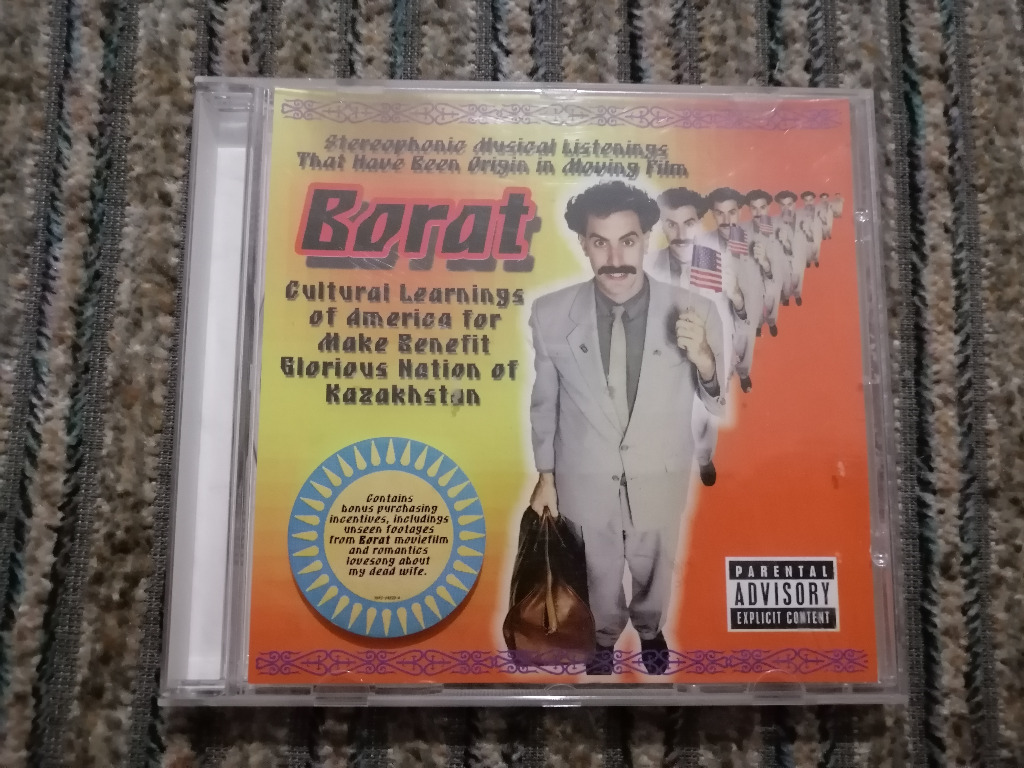 Stereophonic Musical Listenings
That Have Been Origin in Moving Film
Borat
Cultural Learnings
of America for
Make Benefit
Glorious Nation of
Kazakhstan
Contains
bonus purchasing
incentives, includings
unseen footages
from Borat moviefilm
and romantics
lovesong about
my dead wife.
PARENTAL
ADVISORY
EXPLICIT CONTENT